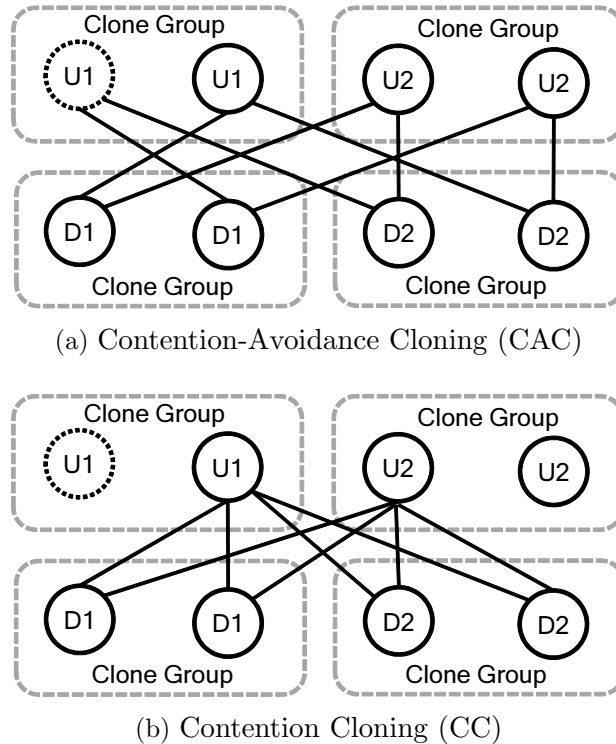 Clone Group Clone Group
U1 U1 U2 U2
D1 D1 D2 D2
Clone Group Clone Group
(a) Contention-Avoidance Cloning (CAC)
Clone Group Clone Group
U1 U1 U2 U2
D1 D1 D2 D2
Clone Group Clone Group
(b) Contention Cloning (CC)